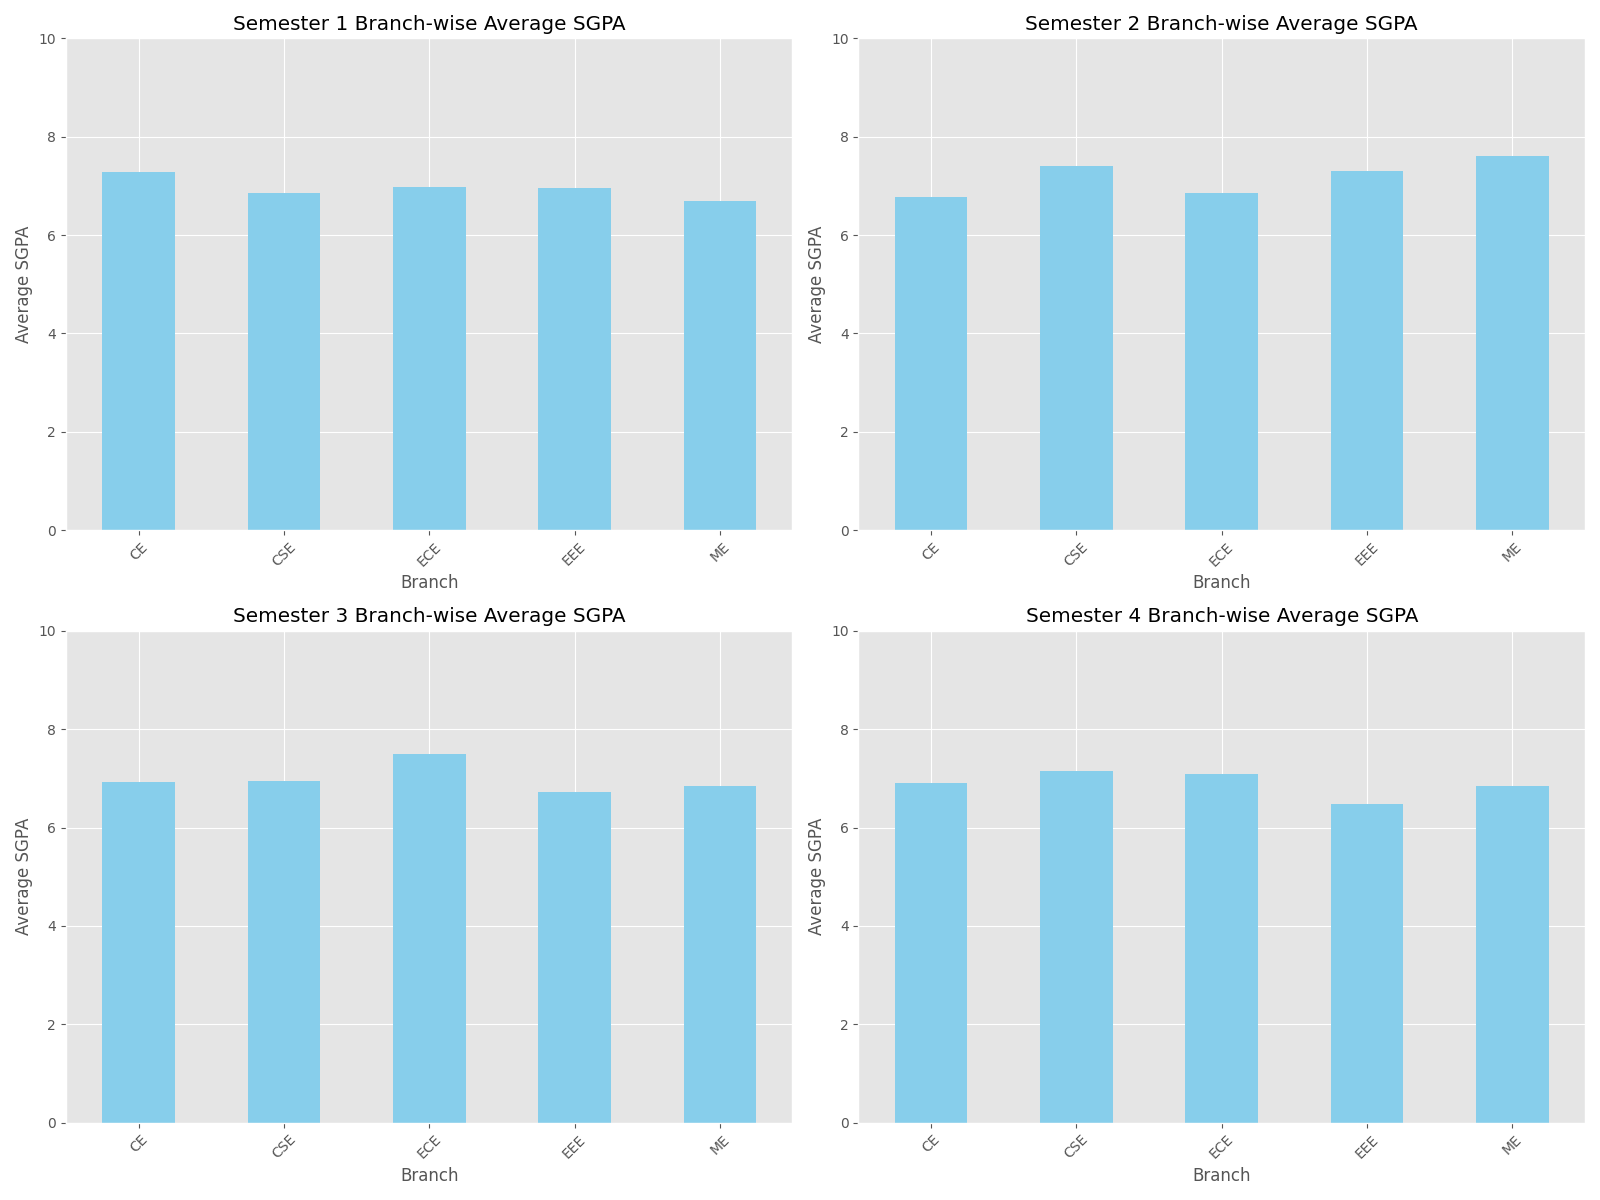 Semester 1 Branch-wise Average SGPA
10
8
6
4
2
0
Average SGPA
CE
CSE
ECE
EEE
ME
Branch
Semester 2 Branch-wise Average SGPA
10
8
6
4
2
0
Average SGPA
CE
CSE
ECE
EEE
ME
Branch
Semester 3 Branch-wise Average SGPA
10
8
6
4
2
0
Average SGPA
CE
CSE
ECE
EEE
ME
Branch
Semester 4 Branch-wise Average SGPA
10
8
6
4
2
0
Average SGPA
CE
CSE
ECE
EEE
ME
Branch